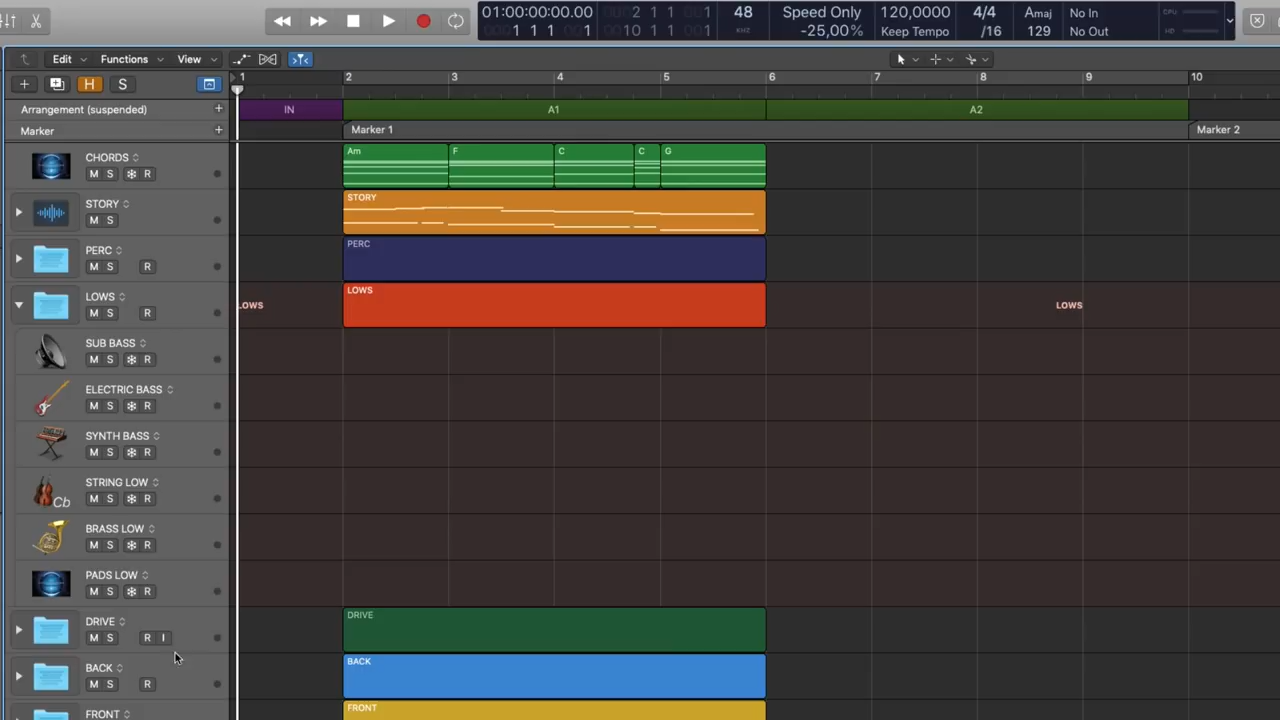 01:00:00:00.00 2 1 1 1 48 Speed Only 120,0000 4/4 Amaj No In CPU
1 1 1 1 10 1 1 1 KHZ -25,00% Keep Tempo /16 129 No Out HD
Edit Functions View
+ H S 1 2 3 4 5 6 7 8 9 10
Arrangement (suspended) + IN A1 A2
Marker + Marker 1 Marker 2
CHORDS Am F C C G
M S R
STORY STORY
M S
PERC PERC
M S R
LOWS LOWS
M S R LOWS LOWS
SUB BASS
M S R
ELECTRIC BASS
M S R
SYNTH BASS
M S R
STRING LOW
M S R Cb
BRASS LOW
M S R
PADS LOW
M S R
DRIVE DRIVE
M S R I
BACK BACK
M S R
FRONT FRONT